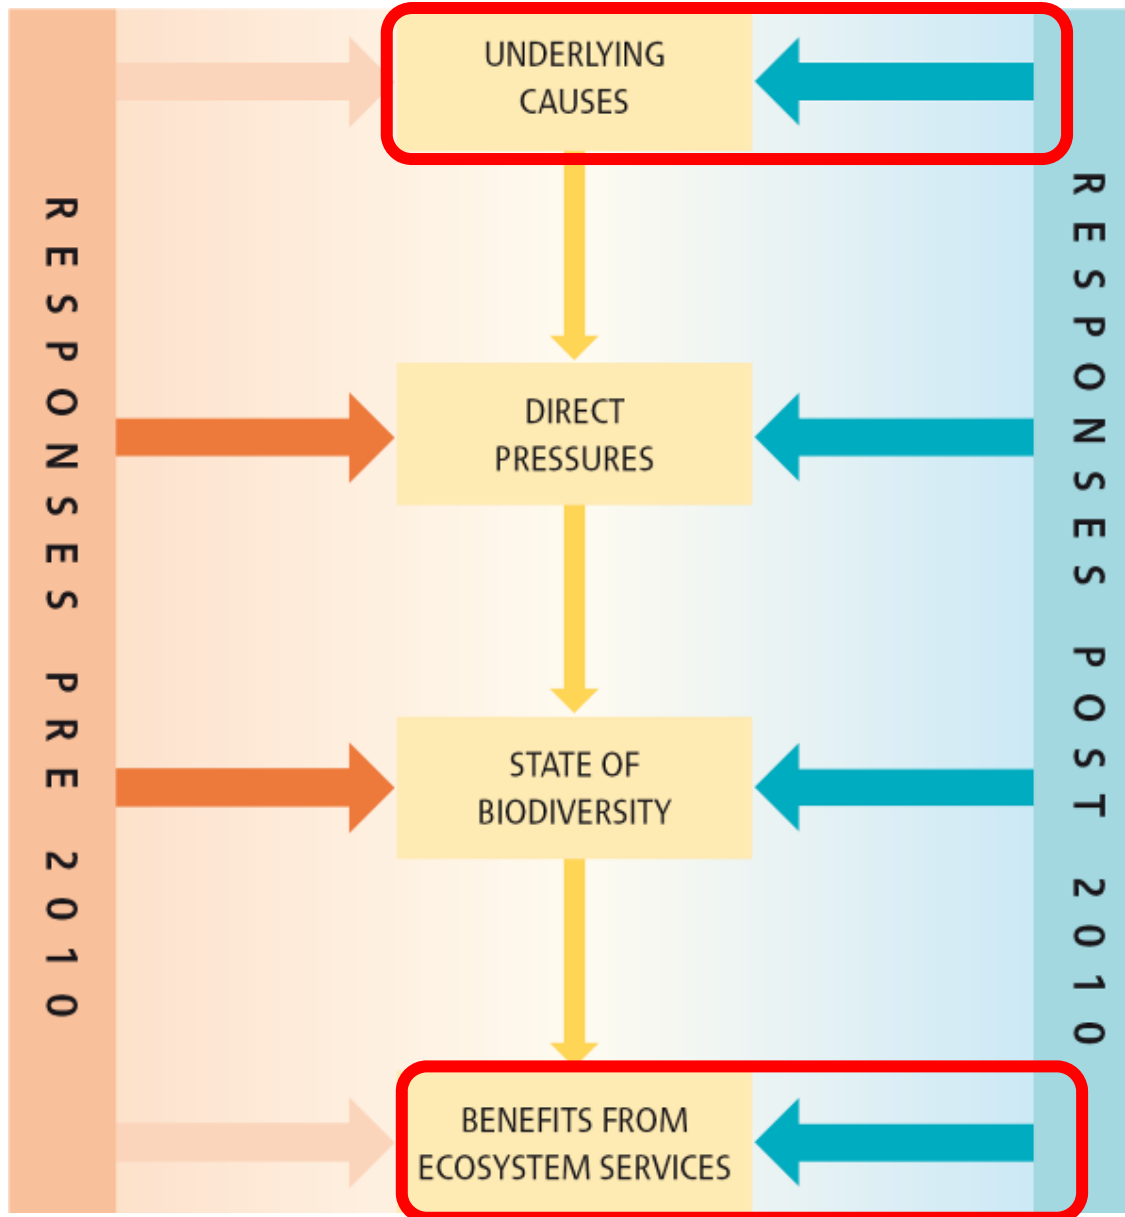 RESPONSES PRE 2010
UNDERLYING
CAUSES
DIRECT
PRESSURES
STATE OF
BIODIVERSITY
BENEFITS FROM
ECOSYSTEM SERVICES
RESPONSES POST 2010